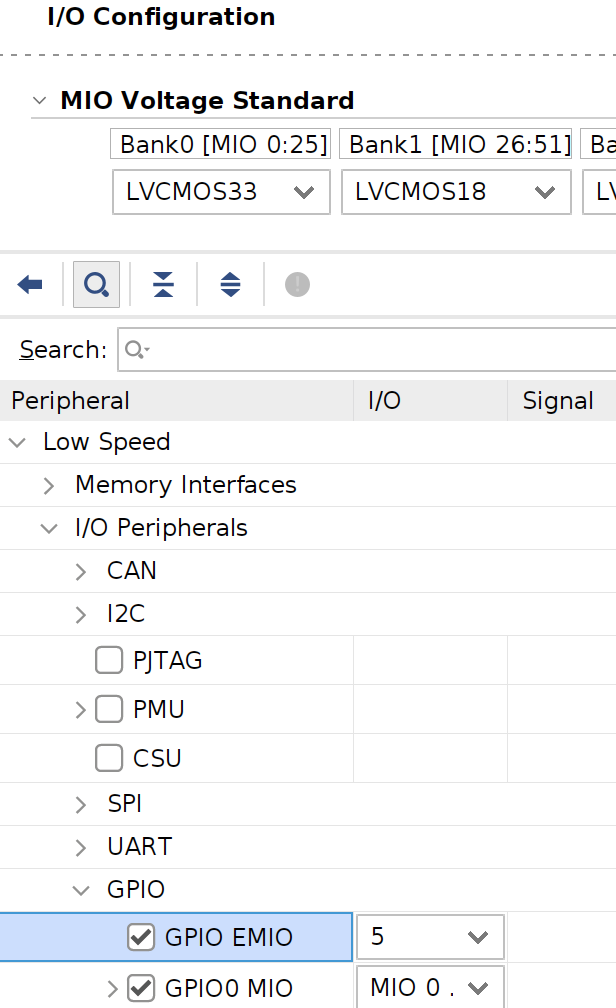 I/O Configuration
MIO Voltage Standard
Bank0 [MIO 0:25] Bank1 [MIO 26:51] Ba
LVCMOS33 LVCMOS18 LV
Search:
Peripheral I/O Signal
Low Speed
Memory Interfaces
I/O Peripherals
CAN
I2C
PJTAG
PMU
CSU
SPI
UART
GPIO
GPIO EMIO 5
GPIO0 MIO MIO 0 .